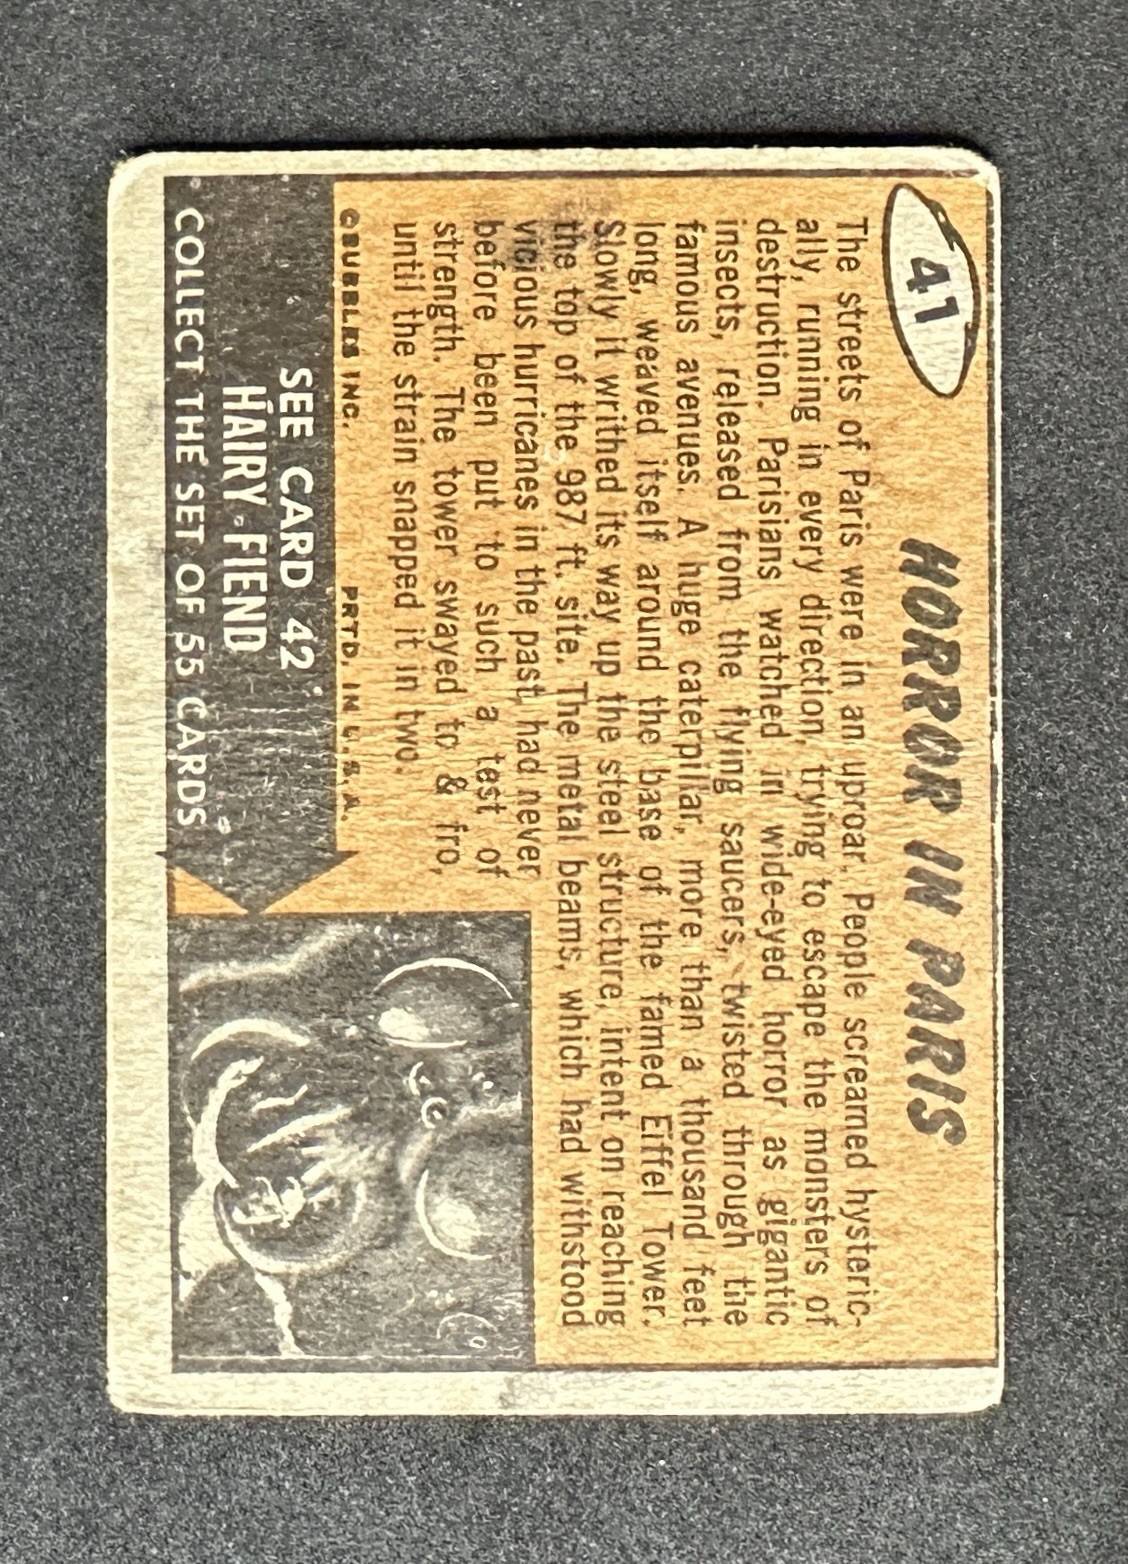 41
HORROR IN PARIS
The streets of Paris were in an uproar. People screamed hysteric-
ally, running in every direction, trying to escape the monsters of
destruction. Parisians watched in wide-eyed horror as gigantic
insects, released from the flying saucers, twisted through the
famous avenues. A huge caterpillar, more than a thousand feet
long, weaved itself around the base of the famed Eiffel Tower.
Slowly it writhed its way up the steel structure, intent on reaching
the top of the 987 ft. site. The metal beams, which had withstood
vicious hurricanes in the past, had never
before been put to such a test of
strength. The tower swayed to & fro,
until the strain snapped it in two.
© BUBBLES INC. PRTD. IN U.S.A.
SEE CARD 42
HAIRY FIEND
COLLECT THE SET OF 55 CARDS